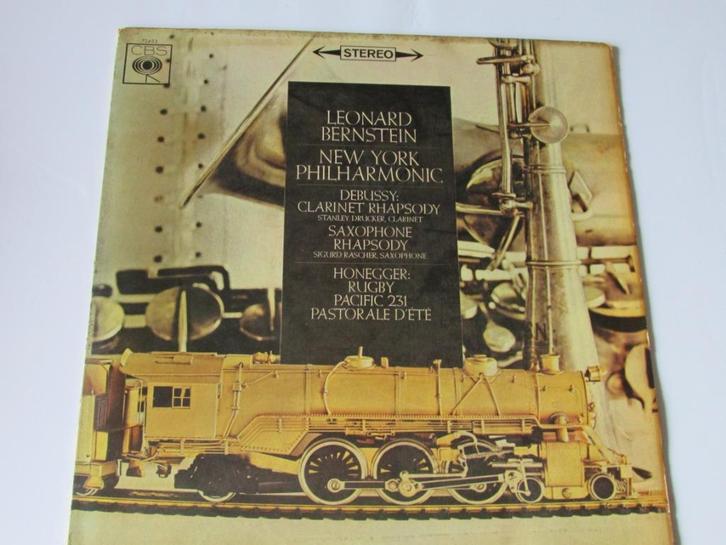 CBS
STEREO
LEONARD
BERNSTEIN
NEW YORK
PHILHARMONIC
DEBUSSY:
CLARINET RHAPSODY
STANLEY DRUCKER, CLARINET
SAXOPHONE
RHAPSODY
SIGURD RASCHER, SAXOPHONE
HONEGGER:
RUGBY
PACIFIC 231
PASTORALE D'ÉTÉ